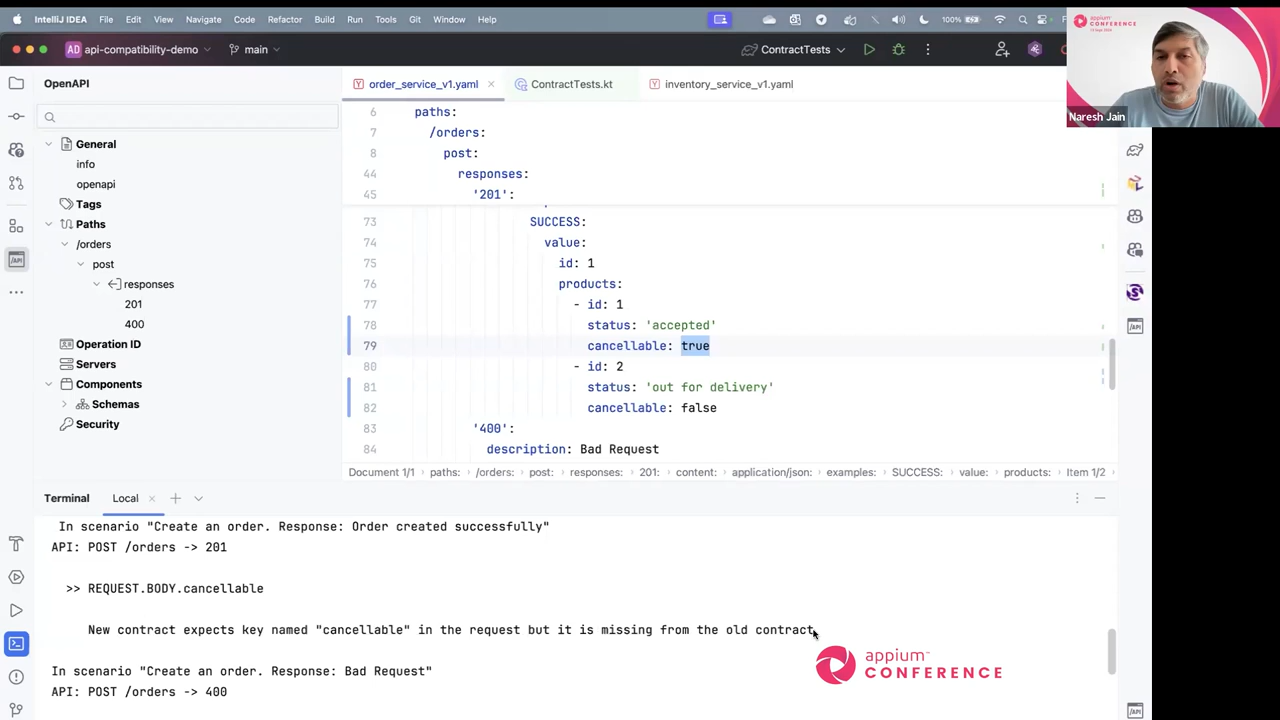 IntelliJ IDEA File Edit View Navigate Code Refactor Build Run Tools Git Window Help 100%
AD api-compatibility-demo main ContractTests
appium CONFERENCE
Naresh Jain
OpenAPI
order_service_v1.yaml ContractTests.kt inventory_service_v1.yaml
General
info
openapi
Tags
Paths
/orders
post
responses
201
400
Operation ID
Servers
Components
Schemas
Security
6 paths:
7 /orders:
8 post:
44 responses:
45 '201':
73 SUCCESS:
74 value:
75 id: 1
76 products:
77 - id: 1
78 status: 'accepted'
79 cancellable: true
80 - id: 2
81 status: 'out for delivery'
82 cancellable: false
83 '400':
84 description: Bad Request
Document 1/1 paths: /orders: post: responses: 201: content: application/json: examples: SUCCESS: value: products: Item 1/2
Terminal Local
In scenario "Create an order. Response: Order created successfully"
API: POST /orders -> 201
>> REQUEST.BODY.cancellable
New contract expects key named "cancellable" in the request but it is missing from the old contract
In scenario "Create an order. Response: Bad Request"
API: POST /orders -> 400
appium
CONFERENCE